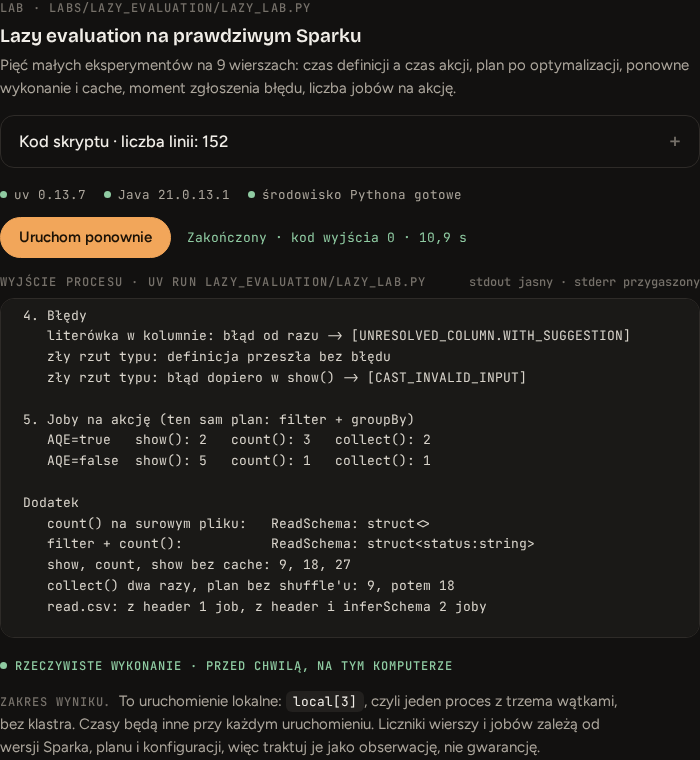 LAB · LABS/LAZY_EVALUATION/LAZY_LAB.PY
Lazy evaluation na prawdziwym Sparku
Pięć małych eksperymentów na 9 wierszach: czas definicji a czas akcji, plan po optymalizacji, ponowne
wykonanie i cache, moment zgłoszenia błędu, liczba jobów na akcję.
Kod skryptu · liczba linii: 152 +
uv 0.13.7 Java 21.0.13.1 środowisko Pythona gotowe
Uruchom ponownie Zakończony · kod wyjścia 0 · 10,9 s
WYJŚCIE PROCESU · UV RUN LAZY_EVALUATION/LAZY_LAB.PY stdout jasny · stderr przygaszony
4. Błędy
literówka w kolumnie: błąd od razu —> [UNRESOLVED_COLUMN.WITH_SUGGESTION]
zły rzut typu: definicja przeszła bez błędu
zły rzut typu: błąd dopiero w show() —> [CAST_INVALID_INPUT]
5. Joby na akcję (ten sam plan: filter + groupBy)
AQE=true show(): 2 count(): 3 collect(): 2
AQE=false show(): 5 count(): 1 collect(): 1
Dodatek
count() na surowym pliku: ReadSchema: struct<>
filter + count(): ReadSchema: struct<status:string>
show, count, show bez cache: 9, 18, 27
collect() dwa razy, plan bez shuffle'u: 9, potem 18
read.csv: z header 1 job, z header i inferSchema 2 joby
RZECZYWISTE WYKONANIE · PRZED CHWILĄ, NA TYM KOMPUTERZE
ZAKRES WYNIKU. To uruchomienie lokalne: local[3], czyli jeden proces z trzema wątkami,
bez klastra. Czasy będą inne przy każdym uruchomieniu. Liczniki wierszy i jobów zależą od
wersji Sparka, planu i konfiguracji, więc traktuj je jako obserwację, nie gwarancję.